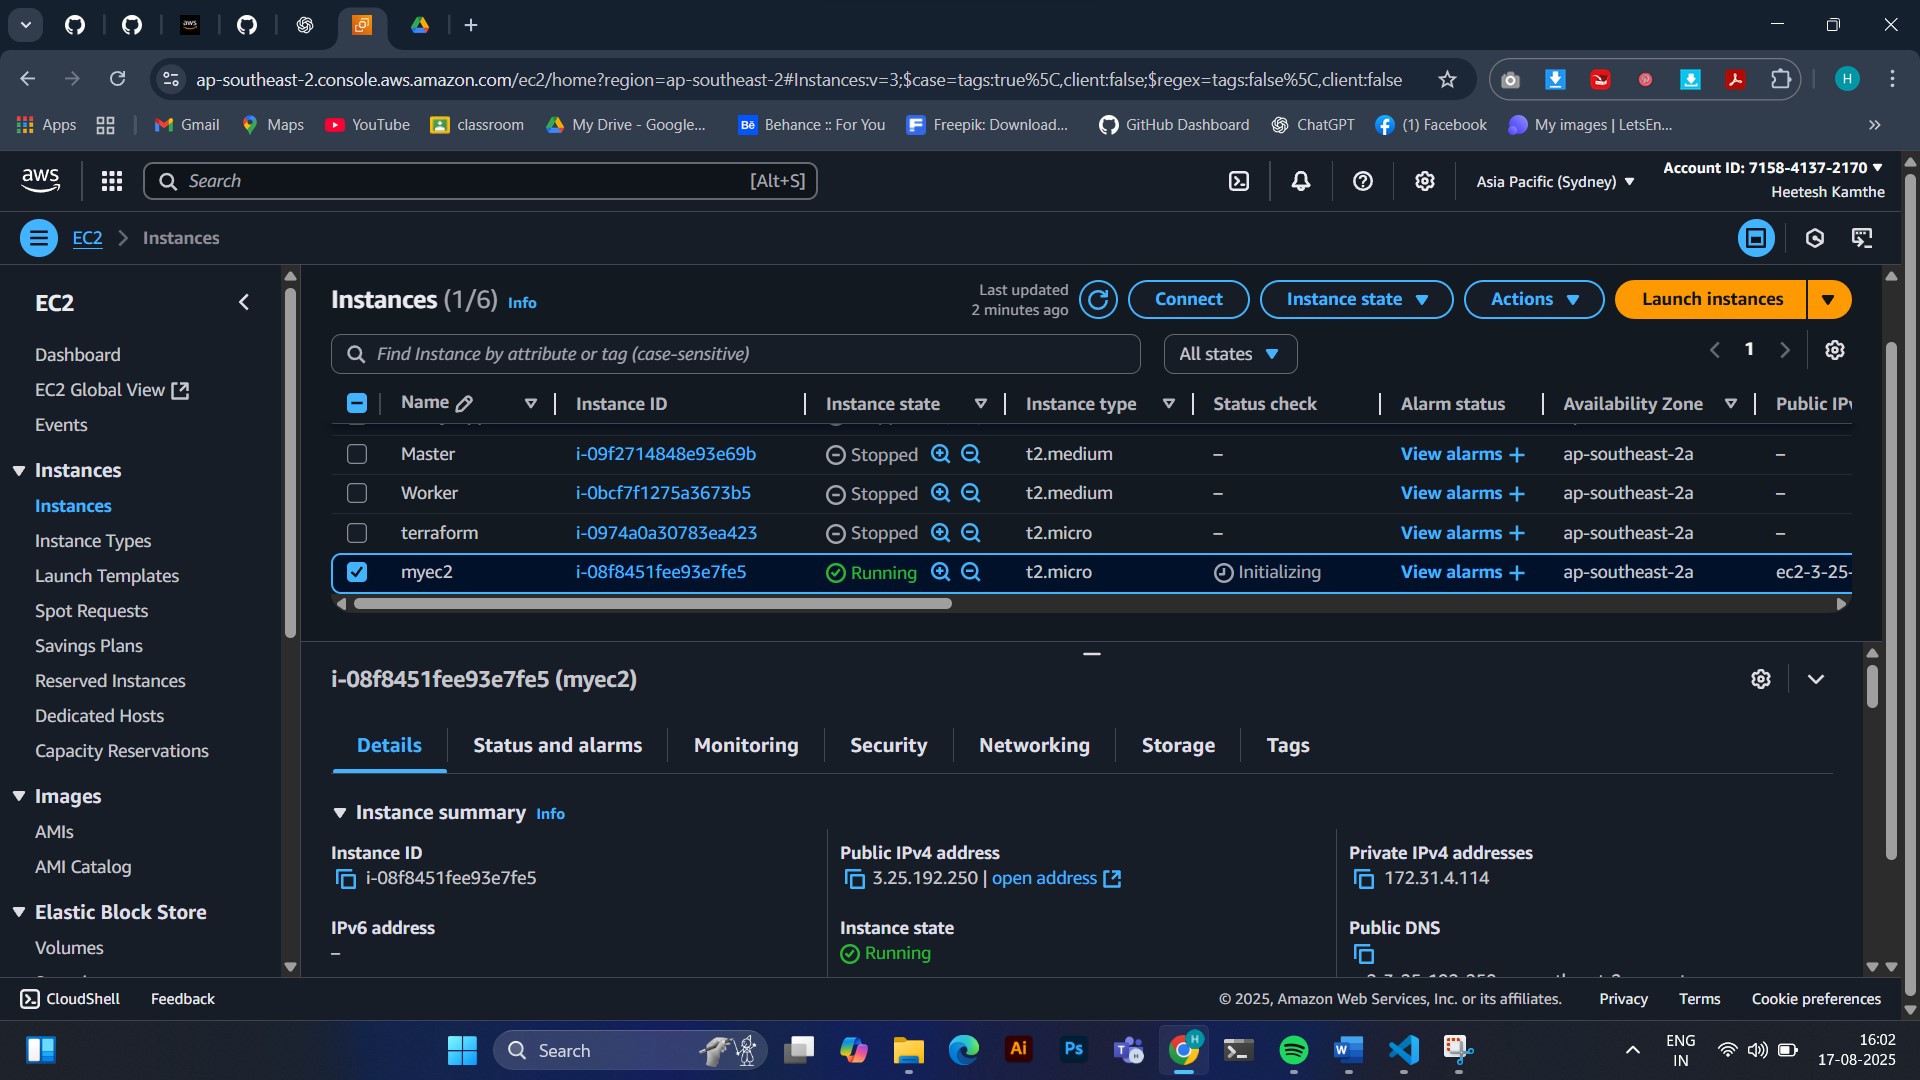 ap-southeast-2.console.aws.amazon.com/ec2/home?region=ap-southeast-2#Instances:v=3;$case=tags:true%5C,client:false;$regex=tags:false%5C,client:false
H
Apps
Gmail
Maps
YouTube
classroom
My Drive - Google...
Bē
Behance :: For You
Freepik: Download...
GitHub Dashboard
ChatGPT
(1) Facebook
My images | LetsEn...
aws
Search
[Alt+S]
Asia Pacific (Sydney)
Account ID: 7158-4137-2170
Heetesh Kamthe
EC2
Instances
EC2
Dashboard
EC2 Global View
Events
Instances
Instances
Instance Types
Launch Templates
Spot Requests
Savings Plans
Reserved Instances
Dedicated Hosts
Capacity Reservations
Images
AMIs
AMI Catalog
Elastic Block Store
Volumes
Instances (1/6) Info
Last updated
2 minutes ago
Connect
Instance state
Actions
Launch instances
Find Instance by attribute or tag (case-sensitive)
All states
1
Name Instance ID Instance state Instance type Status check Alarm status Availability Zone Public IPv
Master i-09f2714848e93e69b Stopped t2.medium – View alarms + ap-southeast-2a –
Worker i-0bcf7f1275a3673b5 Stopped t2.medium – View alarms + ap-southeast-2a –
terraform i-0974a0a30783ea423 Stopped t2.micro – View alarms + ap-southeast-2a –
myec2 i-08f8451fee93e7fe5 Running t2.micro Initializing View alarms + ap-southeast-2a ec2-3-25-
i-08f8451fee93e7fe5 (myec2)
Details
Status and alarms
Monitoring
Security
Networking
Storage
Tags
Instance summary Info
Instance ID
i-08f8451fee93e7fe5
Public IPv4 address
3.25.192.250 | open address
Private IPv4 addresses
172.31.4.114
IPv6 address
–
Instance state
Running
Public DNS
CloudShell
Feedback
© 2025, Amazon Web Services, Inc. or its affiliates.
Privacy
Terms
Cookie preferences
Search
Ai
Ps
ENG
IN
16:02
17-08-2025